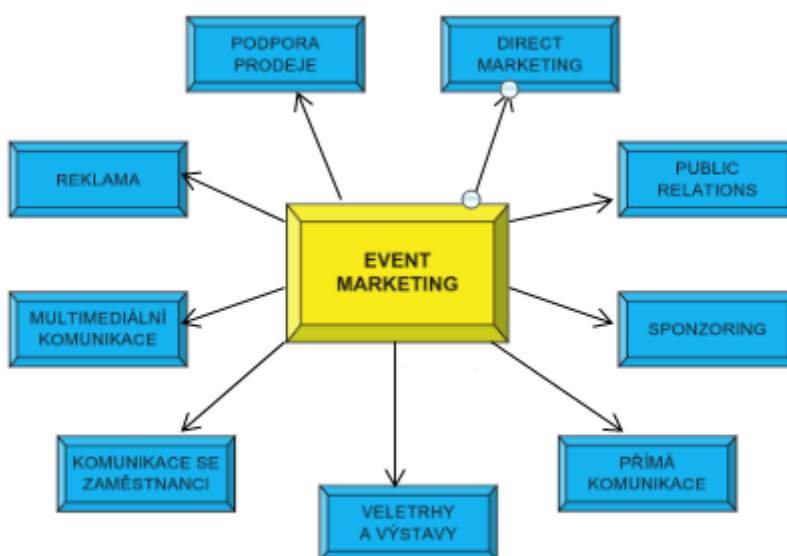 PODPORA
PRODEJE
DIRECT
MARKETING
REKLAMA
PUBLIC
RELATIONS
EVENT
MARKETING
MULTIMEDIÁLNÍ
KOMUNIKACE
SPONZORING
KOMUNIKACE SE
ZAMĚSTNANCI
PŘÍMÁ
KOMUNIKACE
VELETRHY
A VÝSTAVY